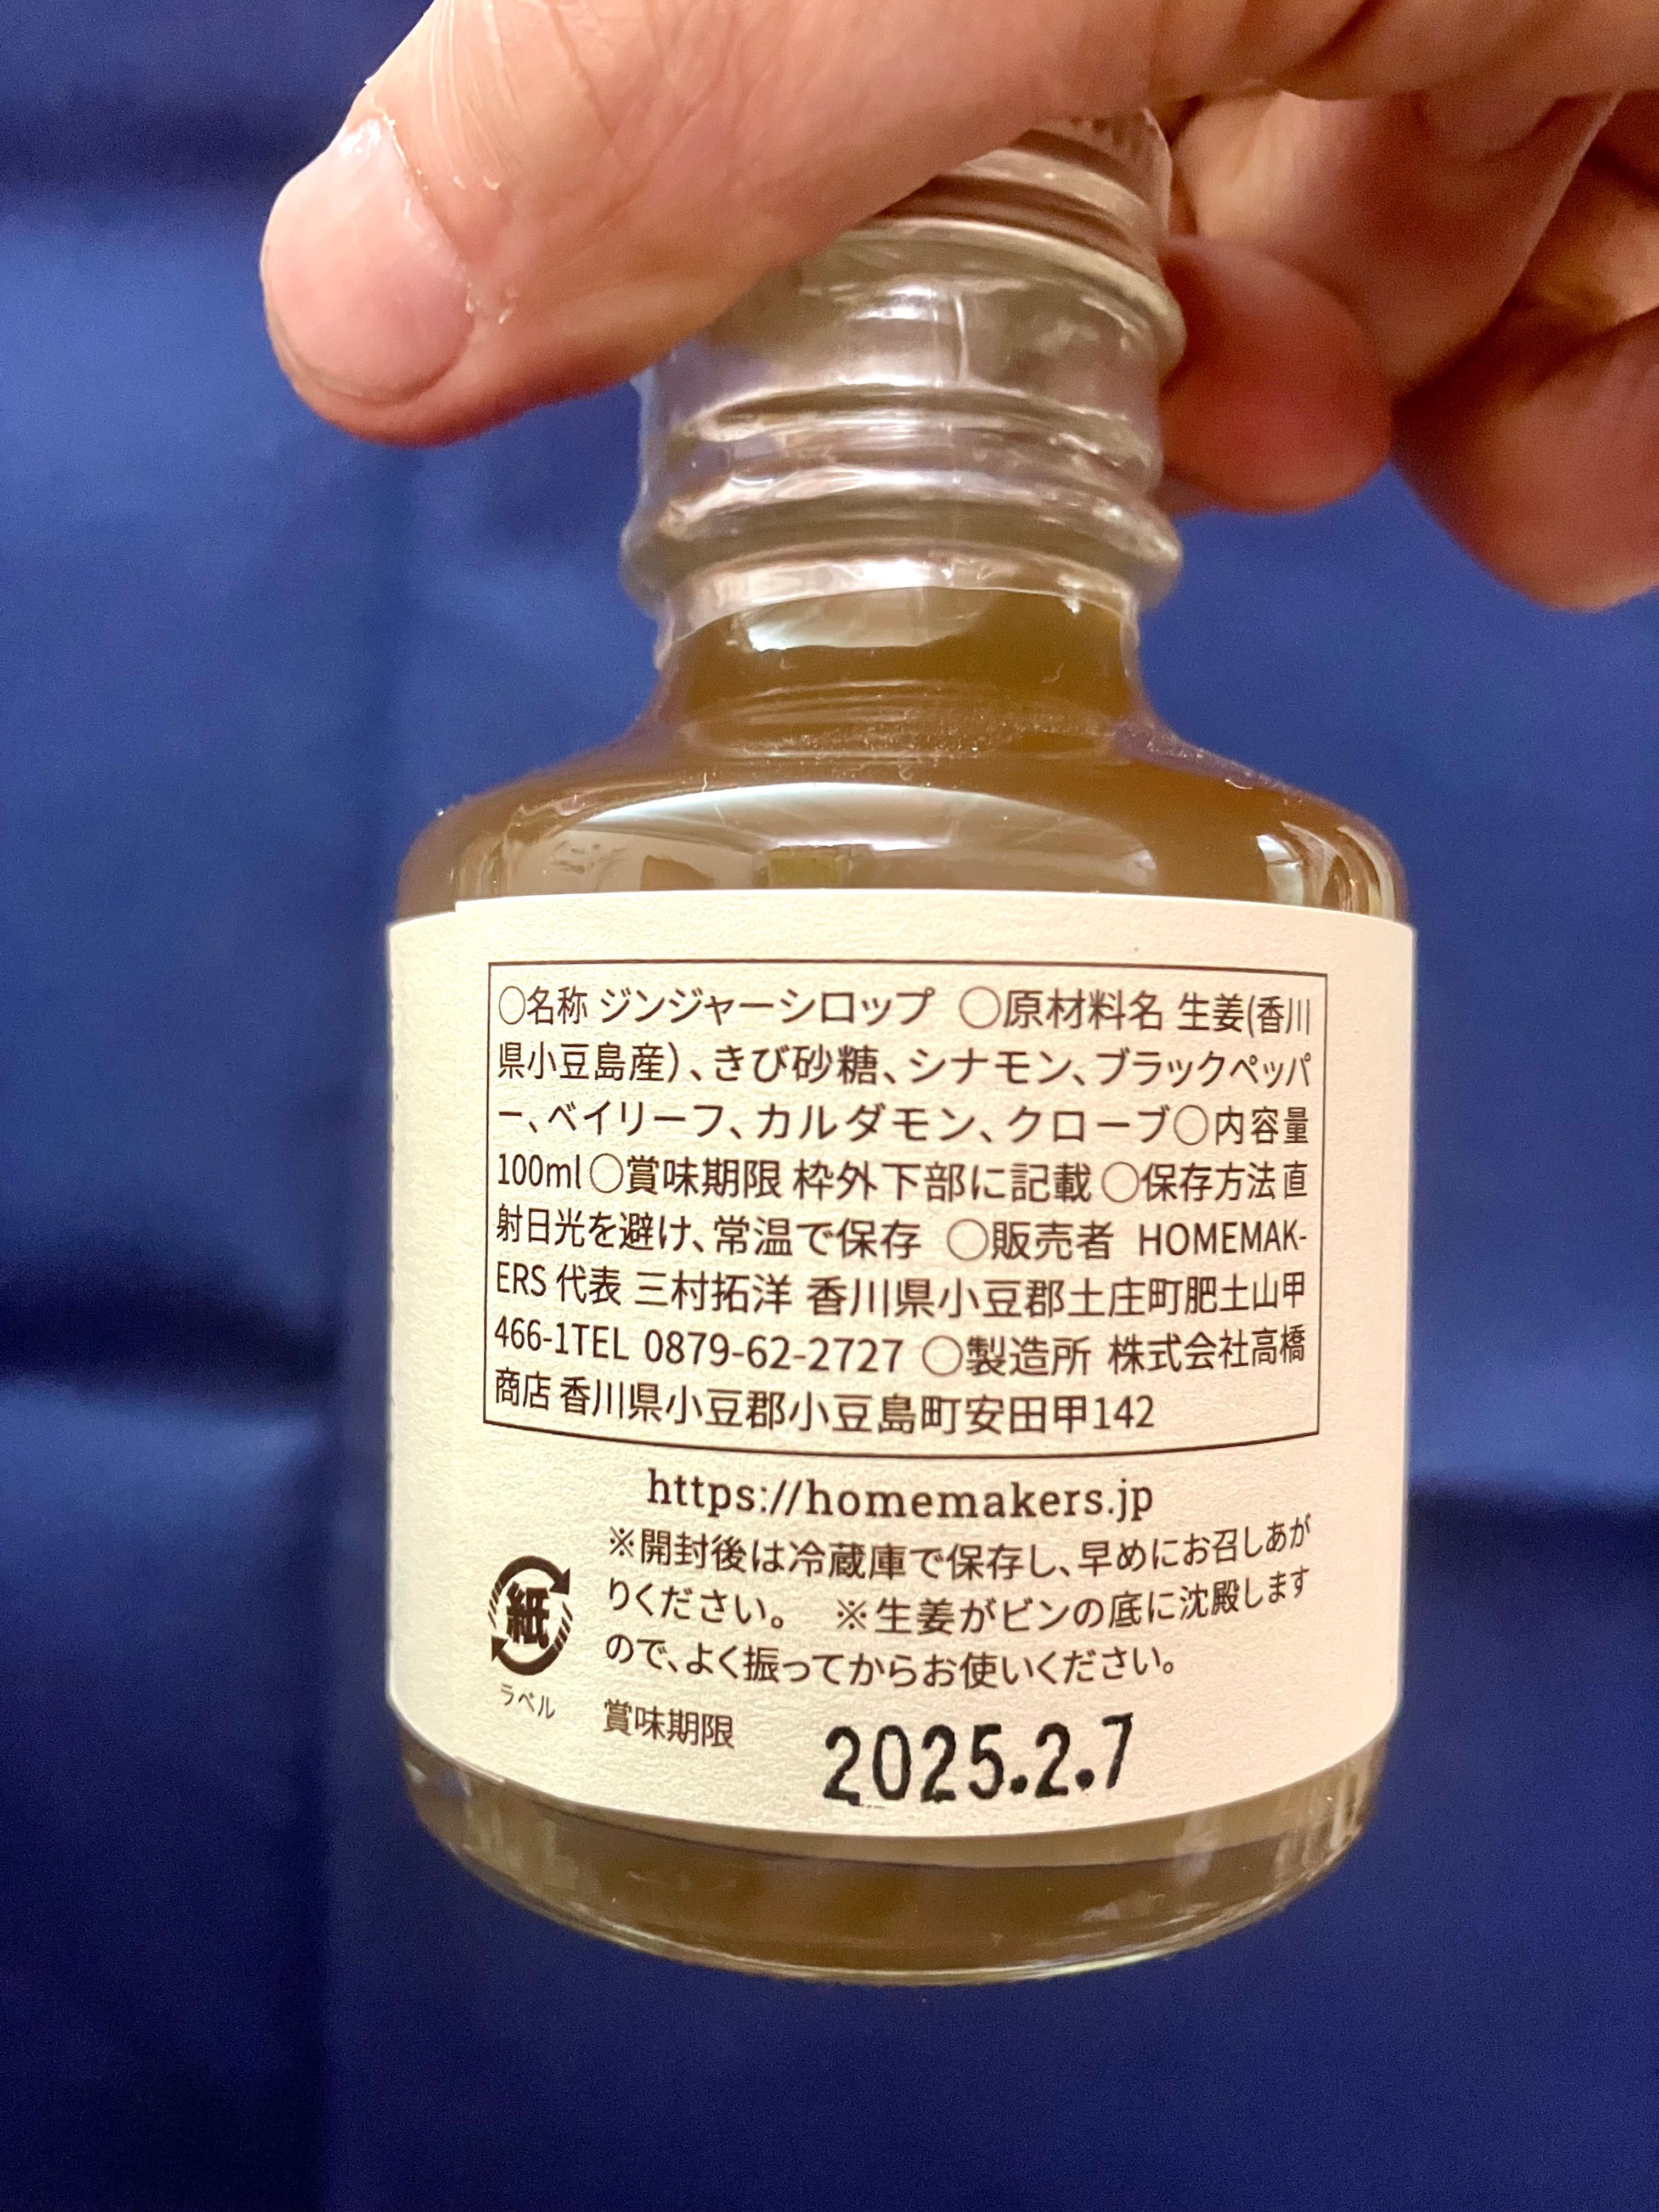 ○名称 ジンジャーシロップ ○原材料名 生姜(香川
県小豆島産)、きび砂糖、シナモン、ブラックペッパ
ー、ベイリーフ、カルダモン、クローブ○内容量
100ml○賞味期限 枠外下部に記載 ○保存方法 直
射日光を避け、常温で保存 ○販売者 HOMEMAK-
ERS 代表 三村拓洋 香川県小豆郡土庄町肥土山甲
466-1TEL 0879-62-2727 ○製造所 株式会社高橋
商店 香川県小豆郡小豆島町安田甲142
https://homemakers.jp
※開封後は冷蔵庫で保存し、早めにお召しあが
りください。 ※生姜がビンの底に沈殿します
ので、よく振ってからお使いください。
紙
ラベル
賞味期限 2025.2.7